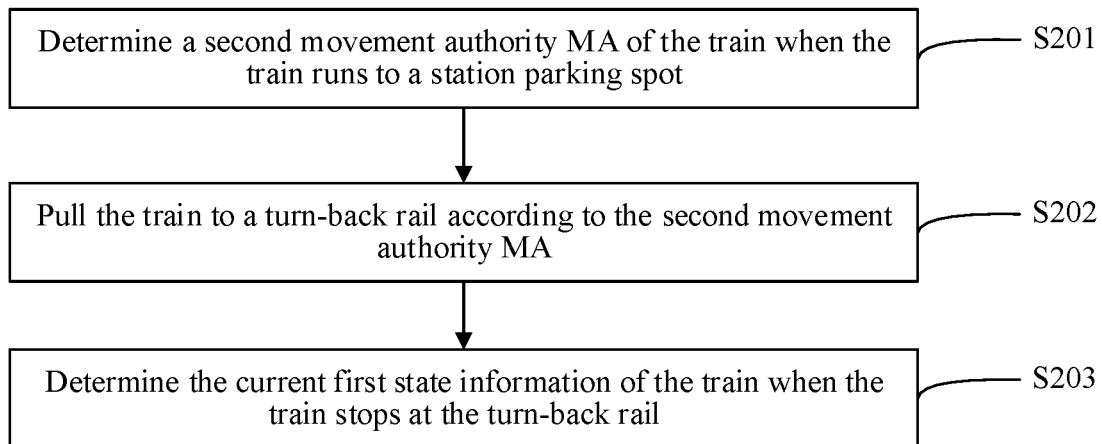 Determine a second movement authority MA of the train when the
train runs to a station parking spot
S201
Pull the train to a turn-back rail according to the second movement
authority MA
S202
Determine the current first state information of the train when the
train stops at the turn-back rail
S203